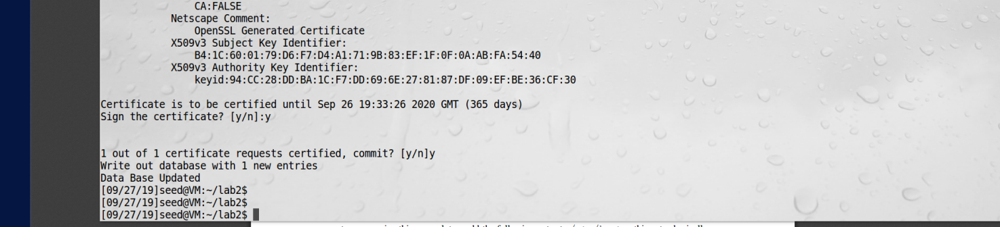 CA:FALSE
Netscape Comment:
OpenSSL Generated Certificate
X509v3 Subject Key Identifier:
B4:1C:60:01:79:D6:F7:D4:A1:71:9B:83:EF:1F:0F:0A:AB:FA:54:40
X509v3 Authority Key Identifier:
keyid:94:CC:28:DD:BA:1C:F7:DD:69:6E:27:81:87:DF:09:EF:BE:36:CF:30
Certificate is to be certified until Sep 26 19:33:26 2020 GMT (365 days)
Sign the certificate? [y/n]:y
1 out of 1 certificate requests certified, commit? [y/n]y
Write out database with 1 new entries
Data Base Updated
[09/27/19]seed@VM:~/lab2$
[09/27/19]seed@VM:~/lab2$
[09/27/19]seed@VM:~/lab2$